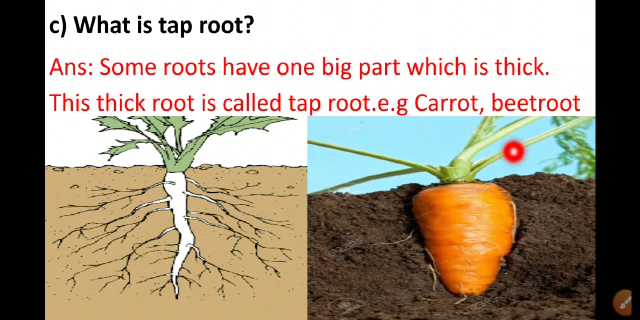 c) What is tap root?
Ans: Some roots have one big part which is thick.
This thick root is called tap root.e.g Carrot, beetroot